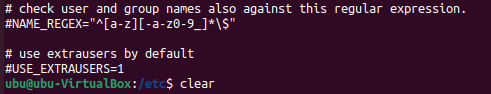 # check user and group names also against this regular expression.
#NAME_REGEX="^[a-z][-a-z0-9_]*\$"

# use extrausers by default
#USE_EXTRAUSERS=1
ubu@ubu-VirtualBox:/etc$ clear